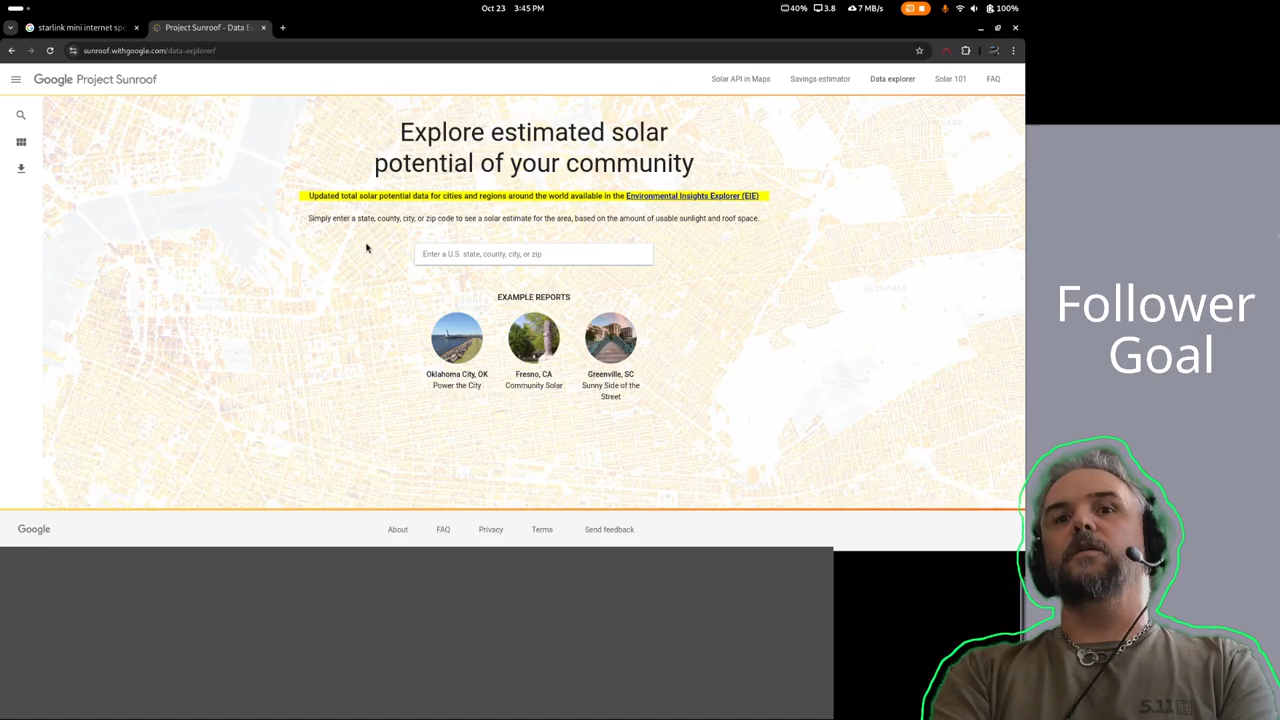 Oct 23 3:45 PM
40% 3.8 7 MB/s 100%
starlink mini internet spe
Project Sunroof - Data E
sunroof.withgoogle.com/data-explorer/
Google Project Sunroof
Solar API in Maps Savings estimator Data explorer Solar 101 FAQ
Explore estimated solar
potential of your community
Updated total solar potential data for cities and regions around the world available in the Environmental Insights Explorer (EIE)
Simply enter a state, county, city, or zip code to see a solar estimate for the area, based on the amount of usable sunlight and roof space.
Enter a U.S. state, county, city, or zip
EXAMPLE REPORTS
Oklahoma City, OK
Power the City
Fresno, CA
Community Solar
Greenville, SC
Sunny Side of the
Street
GLENDALE
Google
About FAQ Privacy Terms Send feedback
Follower
Goal
5.11